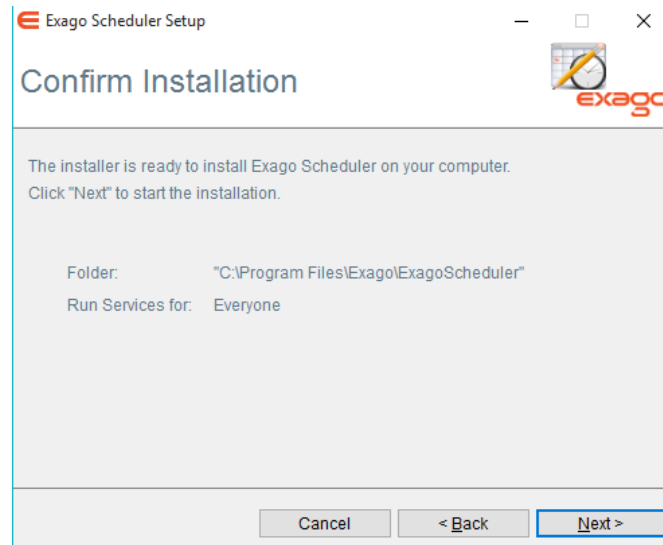 Exago Scheduler Setup
Confirm Installation
exago
The installer is ready to install Exago Scheduler on your computer.
Click "Next" to start the installation.
Folder: "C:\Program Files\Exago\ExagoScheduler"
Run Services for: Everyone
Cancel
< Back
Next >